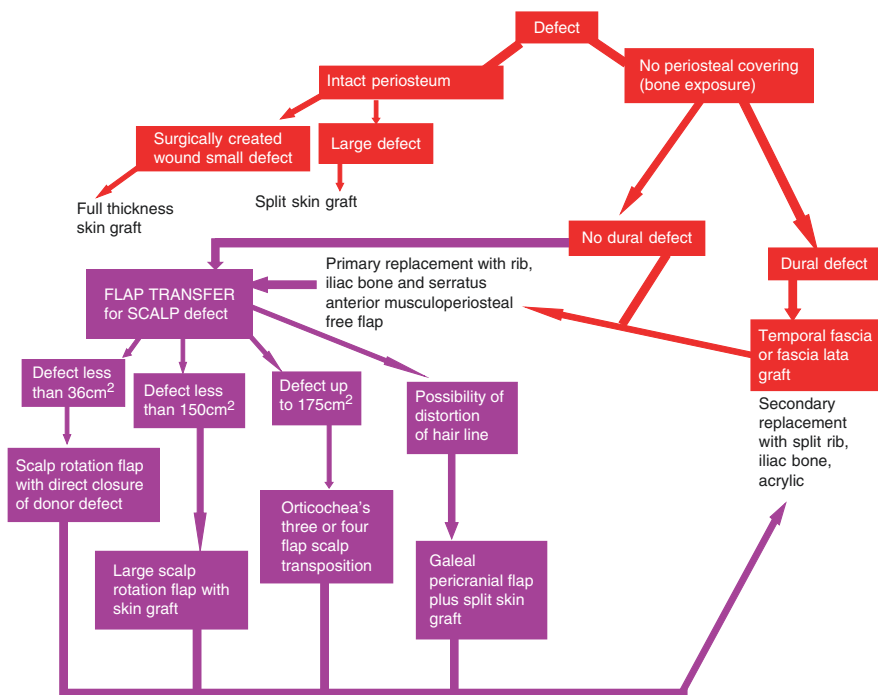 Defect
Intact periosteum
No periosteal covering
(bone exposure)
Surgically created
wound small defect
Large defect
Full thickness
skin graft
Split skin graft
No dural defect
Dural defect
FLAP TRANSFER
for SCALP defect
Primary replacement with rib,
iliac bone and serratus
anterior musculoperiosteal
free flap
Temporal fascia
or fascia lata
graft
Secondary
replacement
with split rib,
iliac bone,
acrylic
Defect less
than 36cm²
Defect less
than 150cm²
Defect up
to 175cm²
Possibility of
distortion
of hair line
Scalp rotation flap
with direct closure
of donor defect
Large scalp
rotation flap with
skin graft
Orticochea's
three or four
flap scalp
transposition
Galeal
pericranial flap
plus split skin
graft